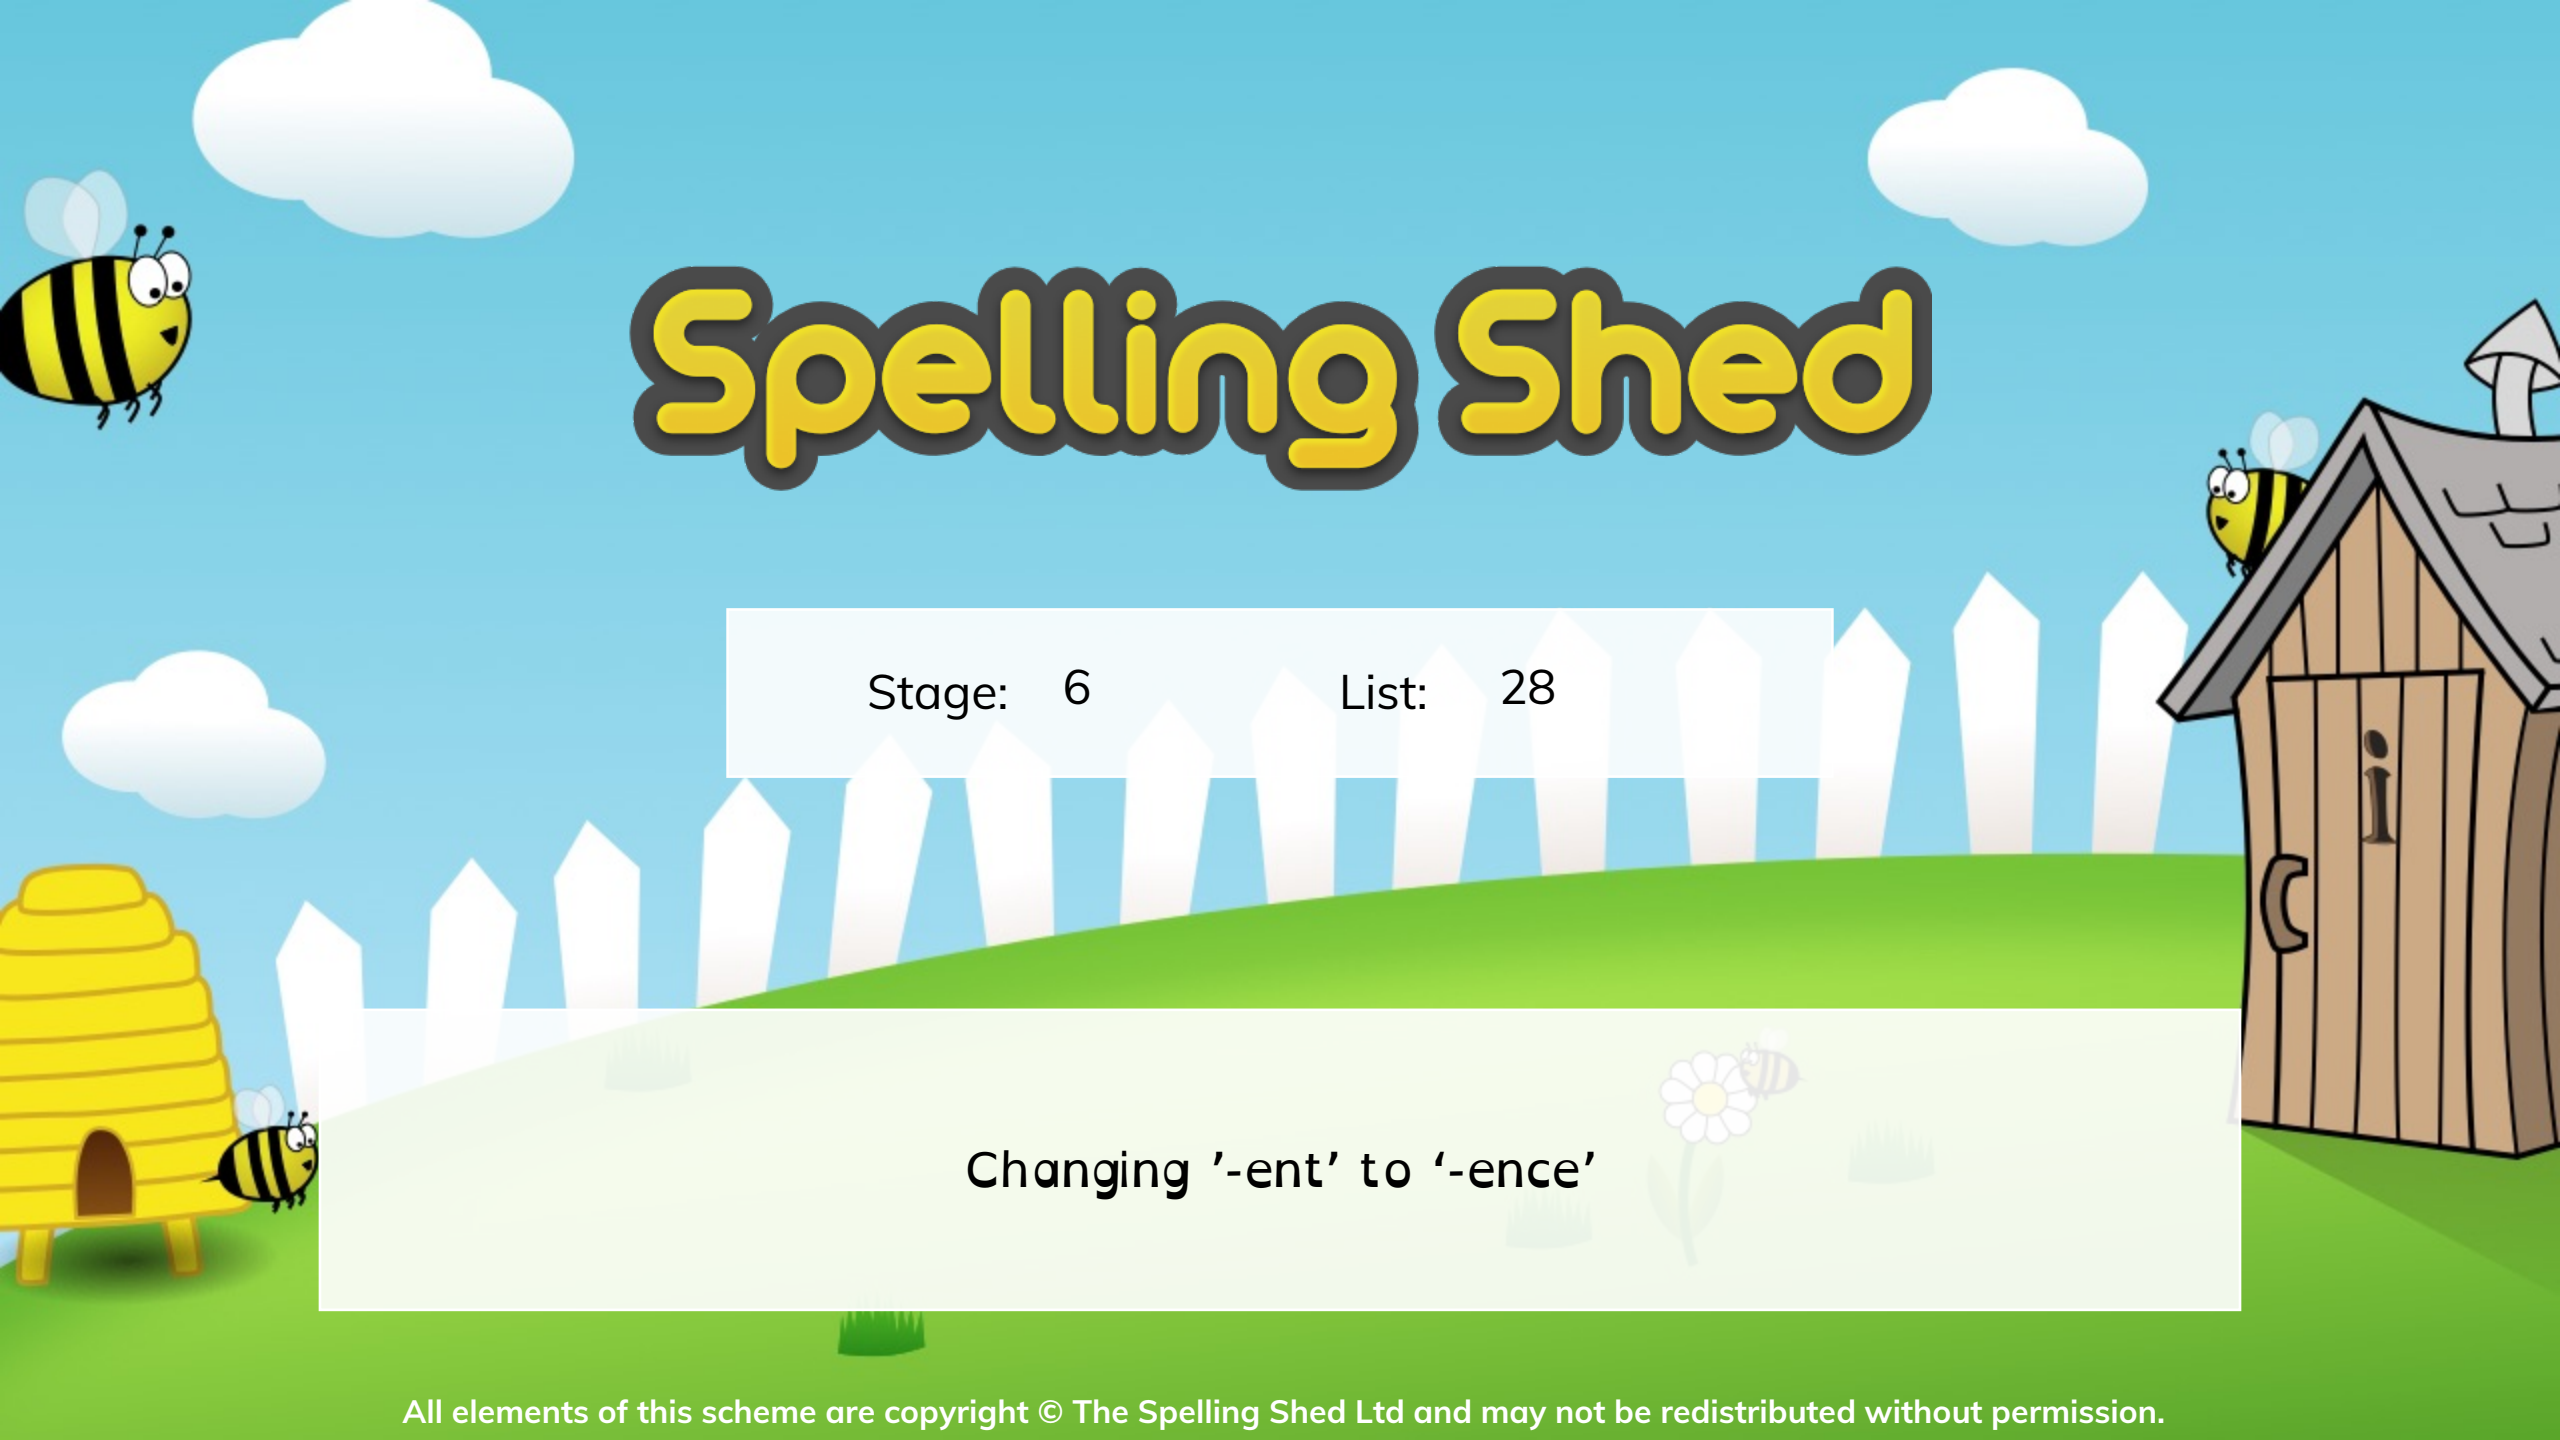 Spelling Shed
Stage: 6 List: 28
Changing ’-ent’ to ‘-ence’
All elements of this scheme are copyright © The Spelling Shed Ltd and may not be redistributed without permission.